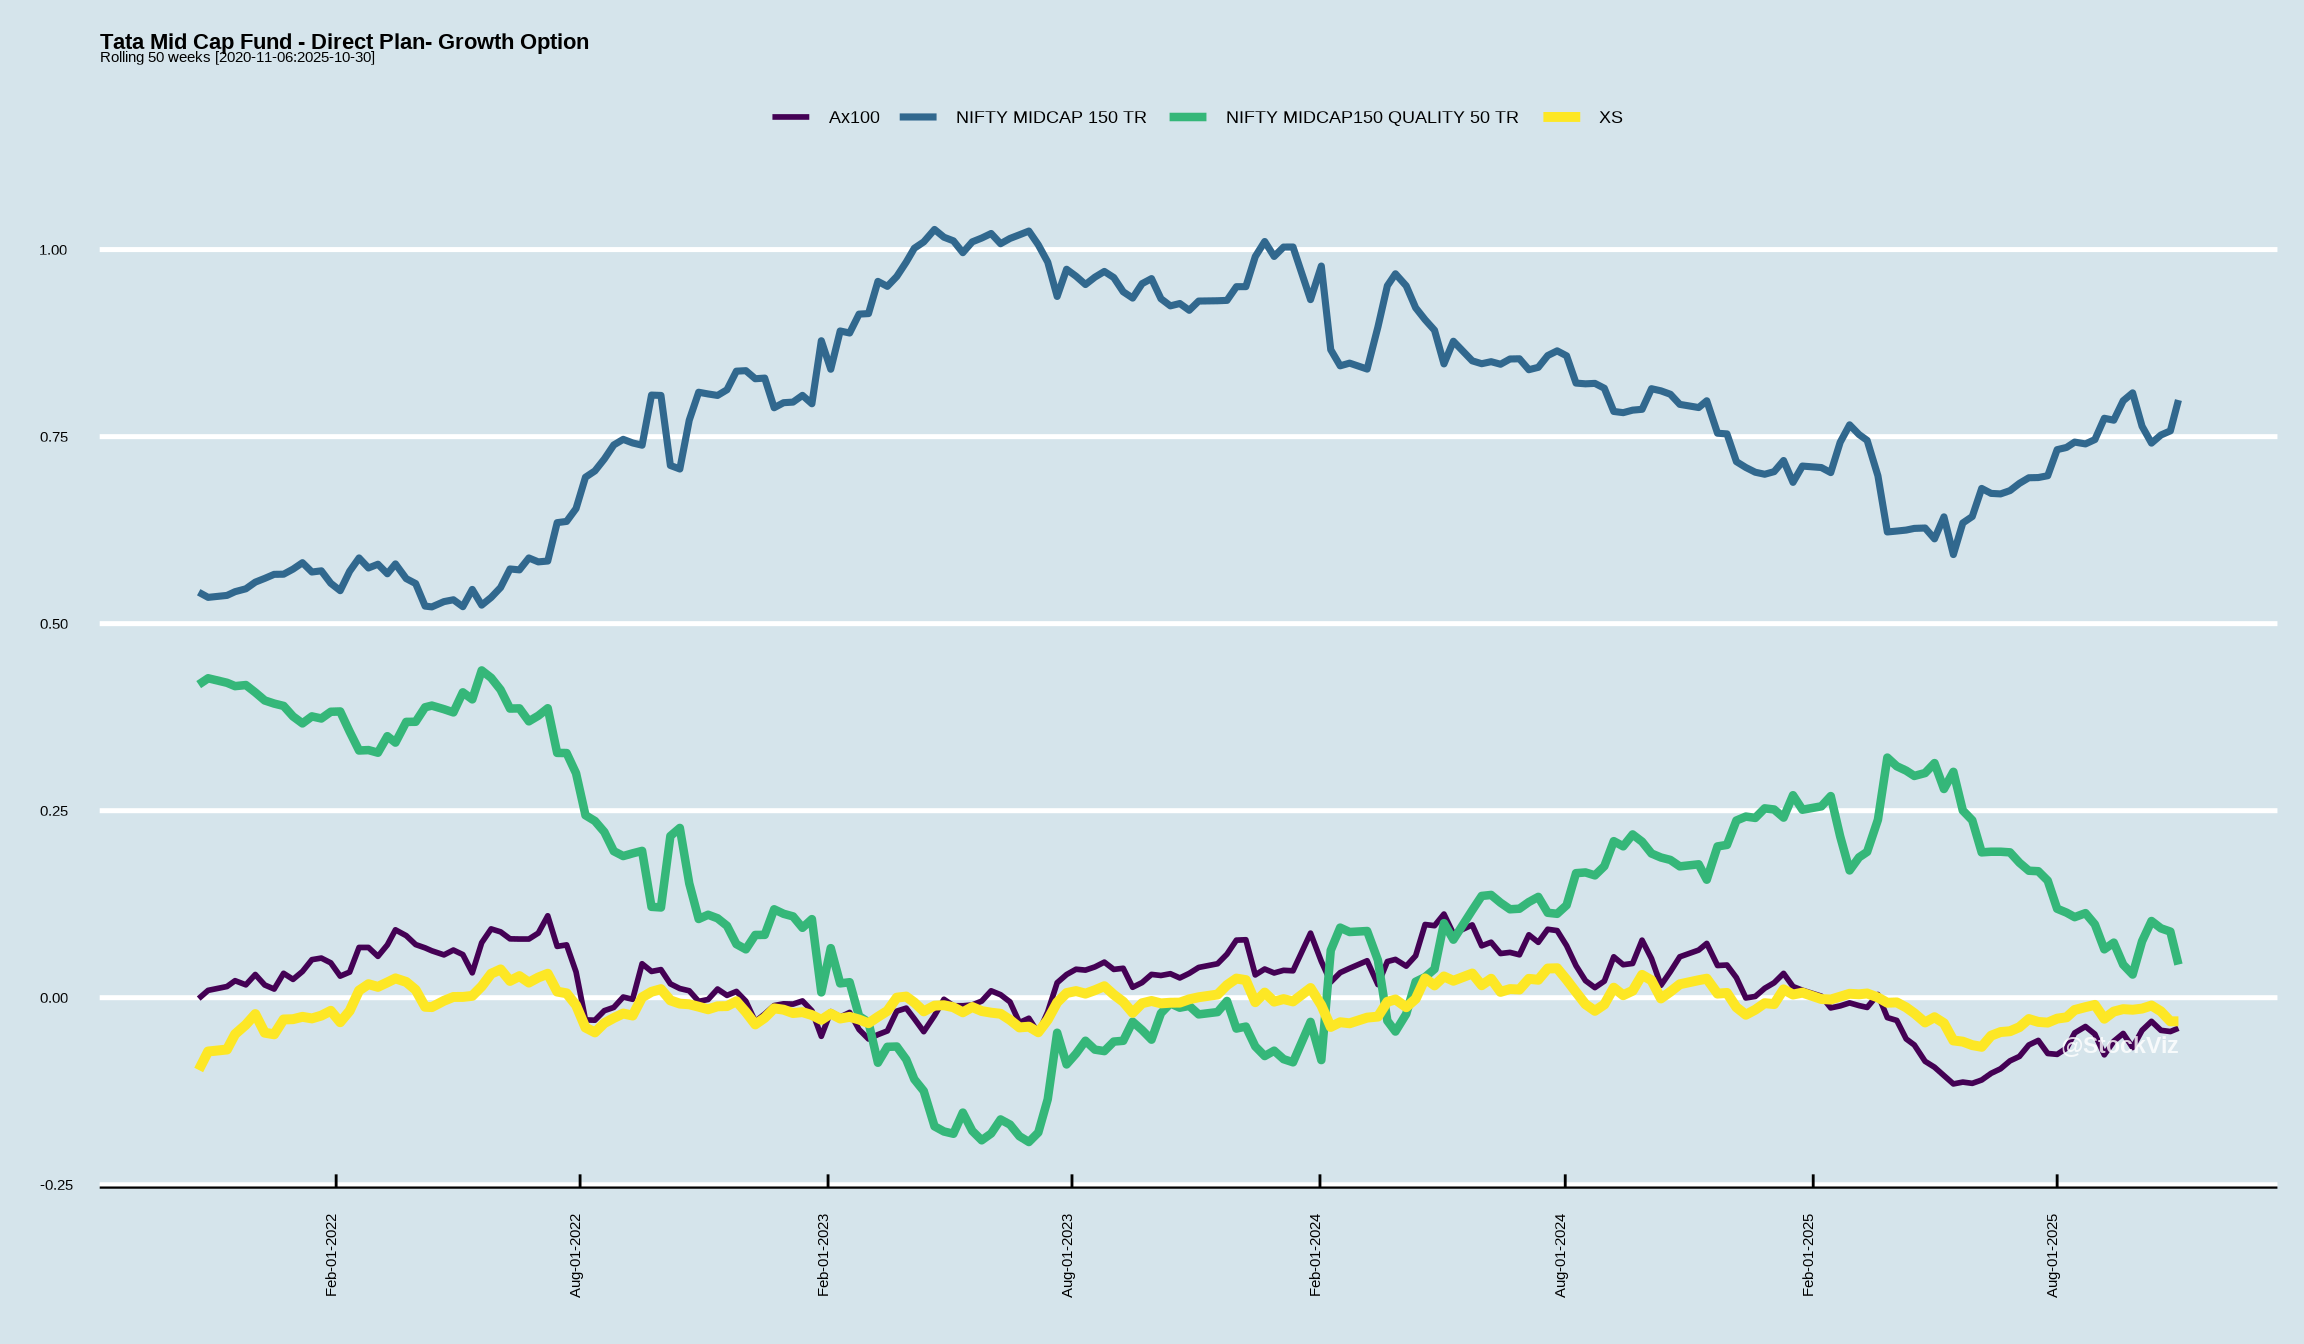 Tata Mid Cap Fund - Direct Plan- Growth Option
Rolling 50 weeks [2020-11-06:2025-10-30]
Ax100 NIFTY MIDCAP 150 TR NIFTY MIDCAP150 QUALITY 50 TR XS
1.00
0.75
0.50
0.25
0.00
@StockViz
-0.25
Feb-01-2022 Aug-01-2022 Feb-01-2023 Aug-01-2023 Feb-01-2024 Aug-01-2024 Feb-01-2025 Aug-01-2025